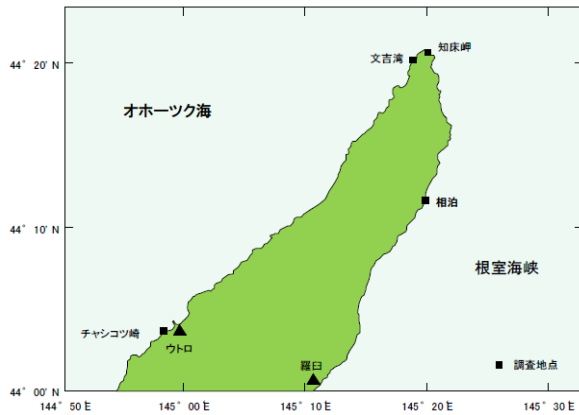 知床岬
文吉湾
44° 20' N
オホーツク海
相泊
44° 10' N
根室海峡
チャシコツ崎
ウトロ
羅臼
調査地点
44° 00' N
144° 50' E
145° 00' E
145° 10' E
145° 20' E
145° 30' E